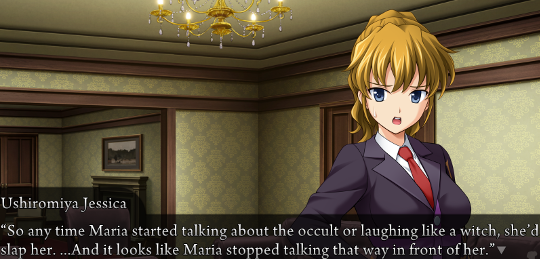 Ushiromiya Jessica
“So any time Maria started talking about the occult or laughing like a witch, she’d
slap her. ...And it looks like Maria stopped talking that way in front of her.”